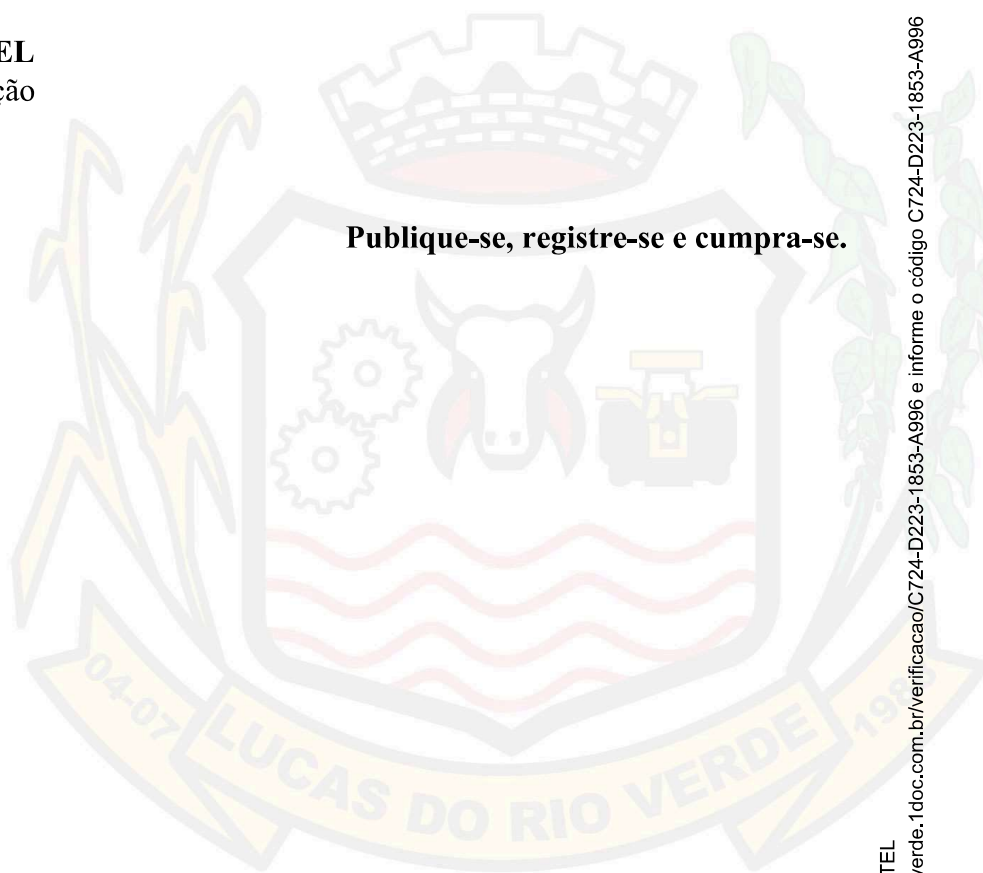 EL
ção
Publique-se, registre-se e cumpra-se.
04-07
LUCAS DO RIO VERDE
1988
TEL
verde.1doc.com.br/verificacao/C724-D223-1853-A996 e informe o código C724-D223-1853-A996